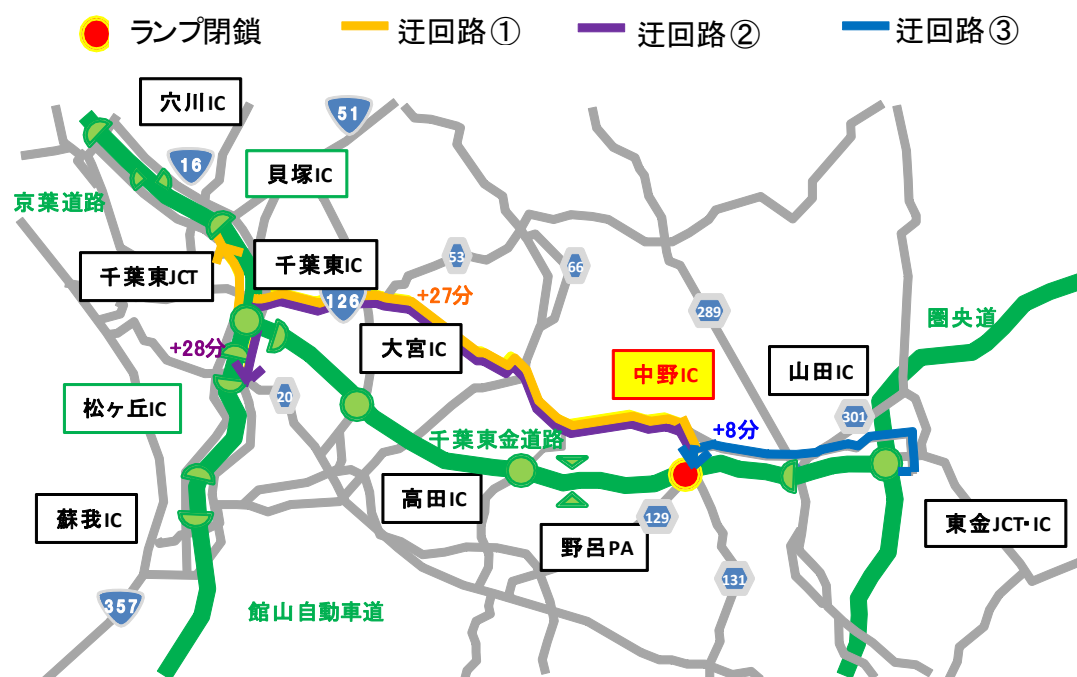 ランプ閉鎖
迂回路①
迂回路②
迂回路③
穴川IC
51
16
貝塚IC
京葉道路
千葉東JCT
千葉東IC
53
66
126
+27分
289
圏央道
大宮IC
+28分
中野IC
山田IC
松ヶ丘IC
20
301
+8分
千葉東金道路
高田IC
蘇我IC
129
野呂PA
東金JCT・IC
131
357
館山自動車道